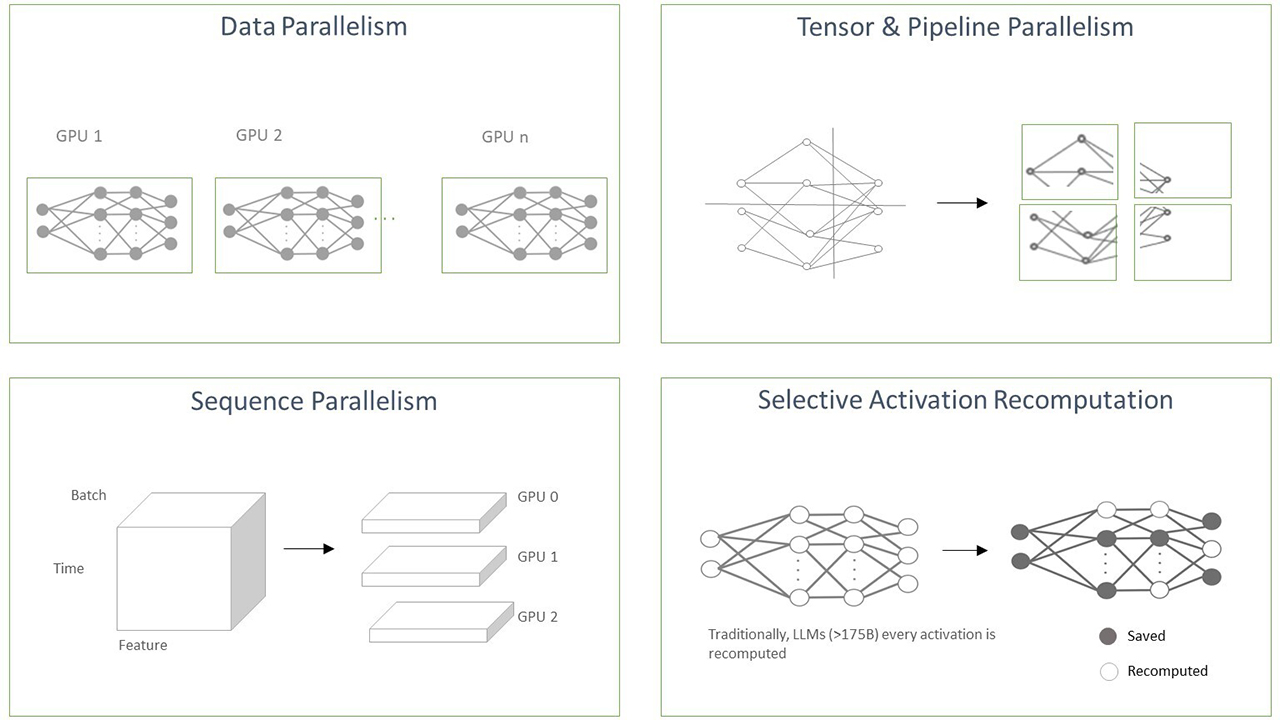 Data Parallelism
GPU 1
GPU 2
GPU n
...
Tensor & Pipeline Parallelism
Sequence Parallelism
Batch
Time
Feature
GPU 0
GPU 1
GPU 2
Selective Activation Recomputation
Traditionally, LLMs (>175B) every activation is
recomputed
Saved
Recomputed